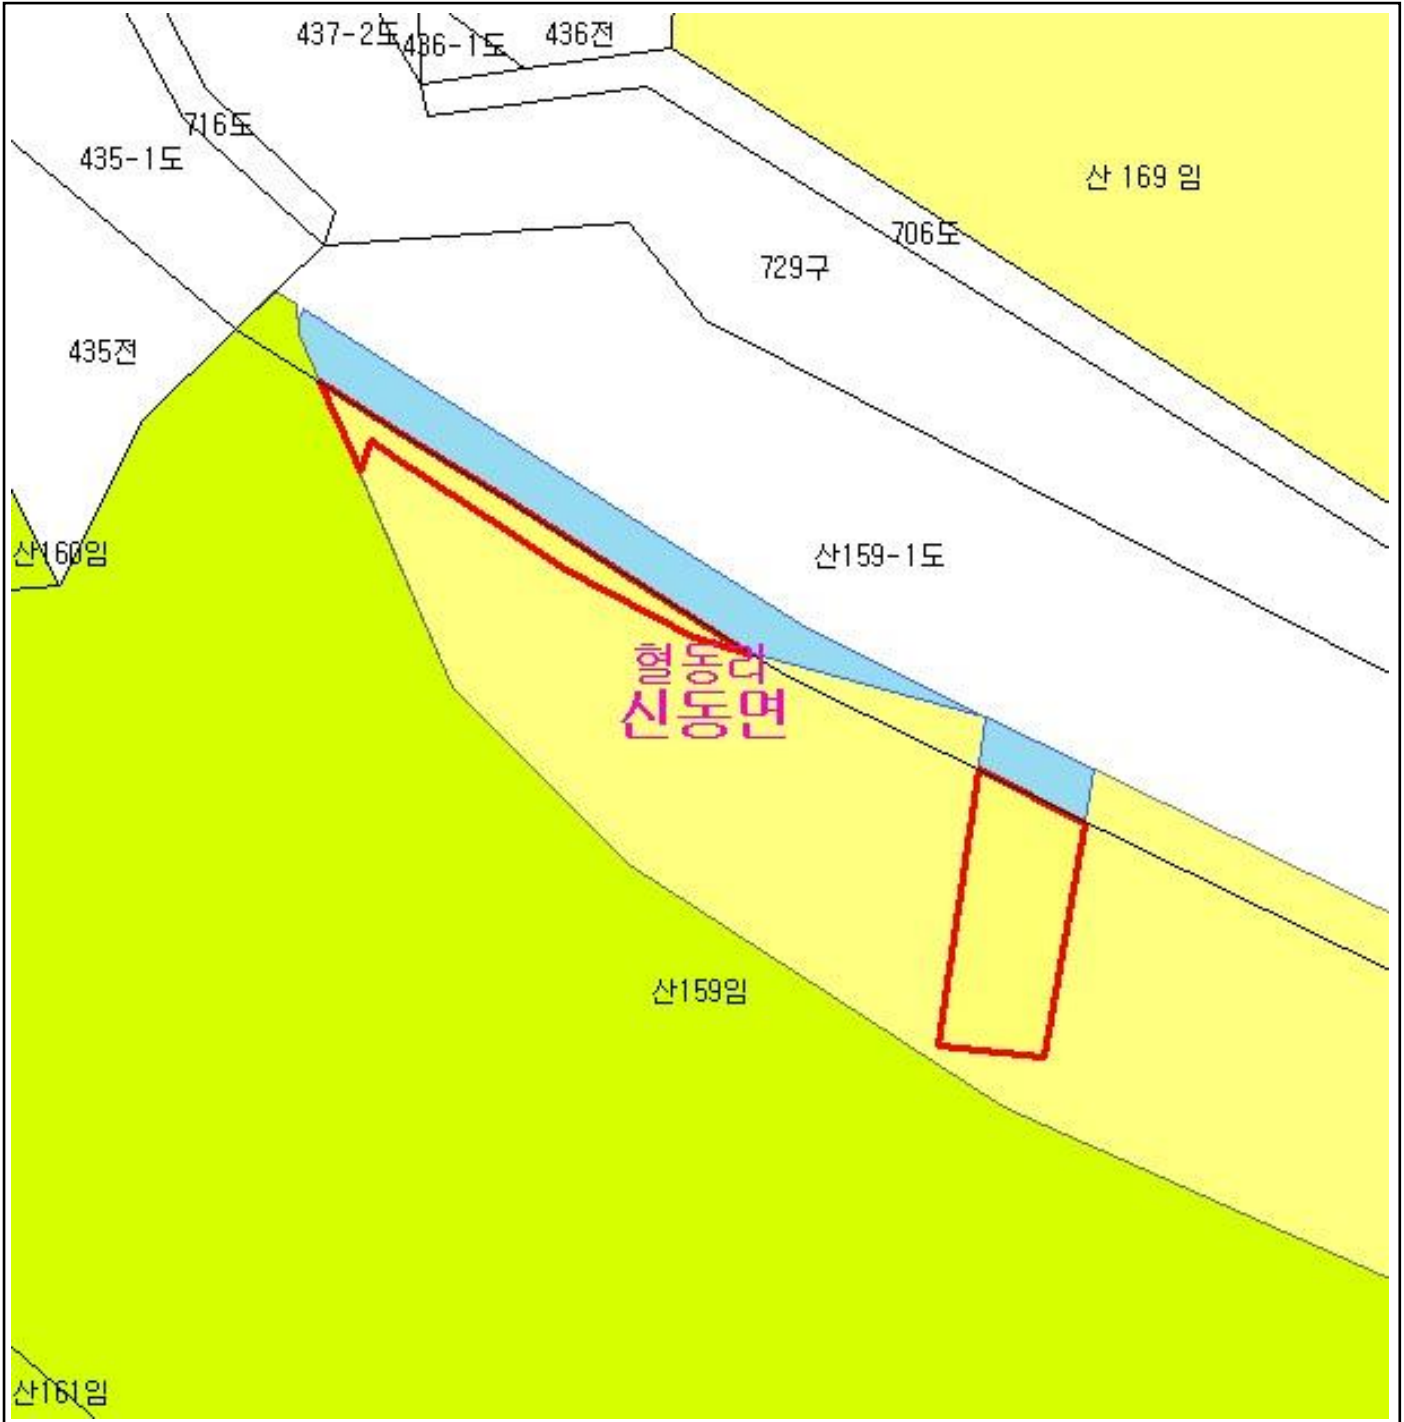 437-2도
436-1도
436전
716도
435-1도
산 169 임
706도
729구
435전
산160임
산159-1도
혈동리
신동면
산159임
산161임